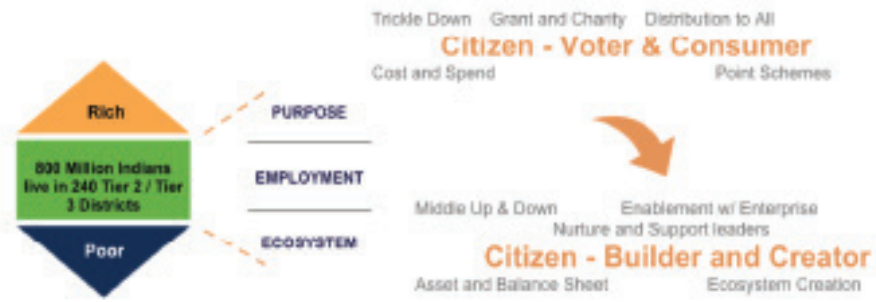 Trickle Down Grant and Charity Distribution to All
Citizen - Voter & Consumer
Cost and Spend Point Schemes
Rich
800 Million Indians
live in 240 Tier 2 / Tier
3 Districts
Poor
PURPOSE
EMPLOYMENT
ECOSYSTEM
Middle Up & Down Enablement w/ Enterprise
Nurture and Support leaders
Citizen - Builder and Creator
Asset and Balance Sheet Ecosystem Creation